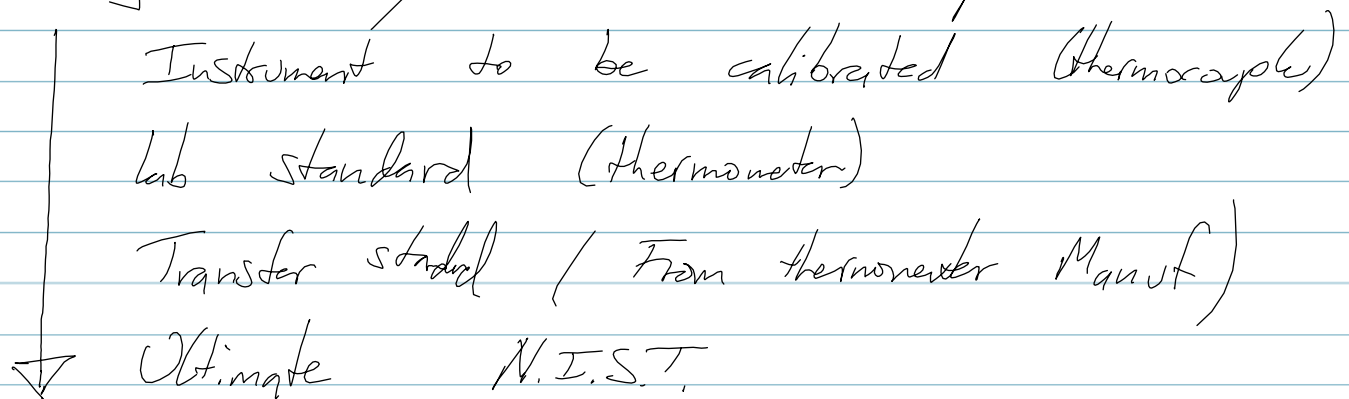 Instrument to be calibrated (thermocouple)
Lab standard (thermometer)
Transfer standard (From thermometer Manuf)
Ultimate N.I.S.T.